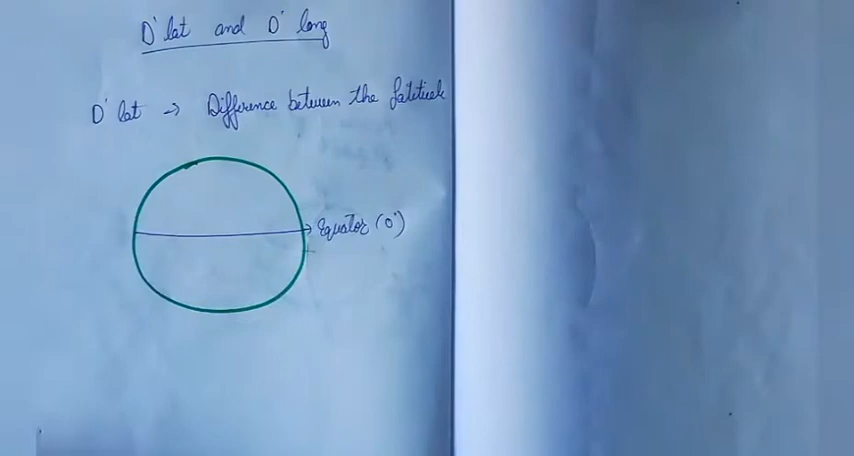 D' lat and D' long
D' lat → Difference between the latitude
Equator (0°)